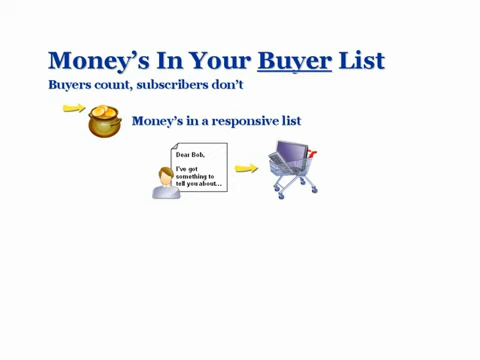 Money's In Your Buyer List
Buyers count, subscribers don't
Money's in a responsive list
Dear Bob,
I've got
something to
tell you about...